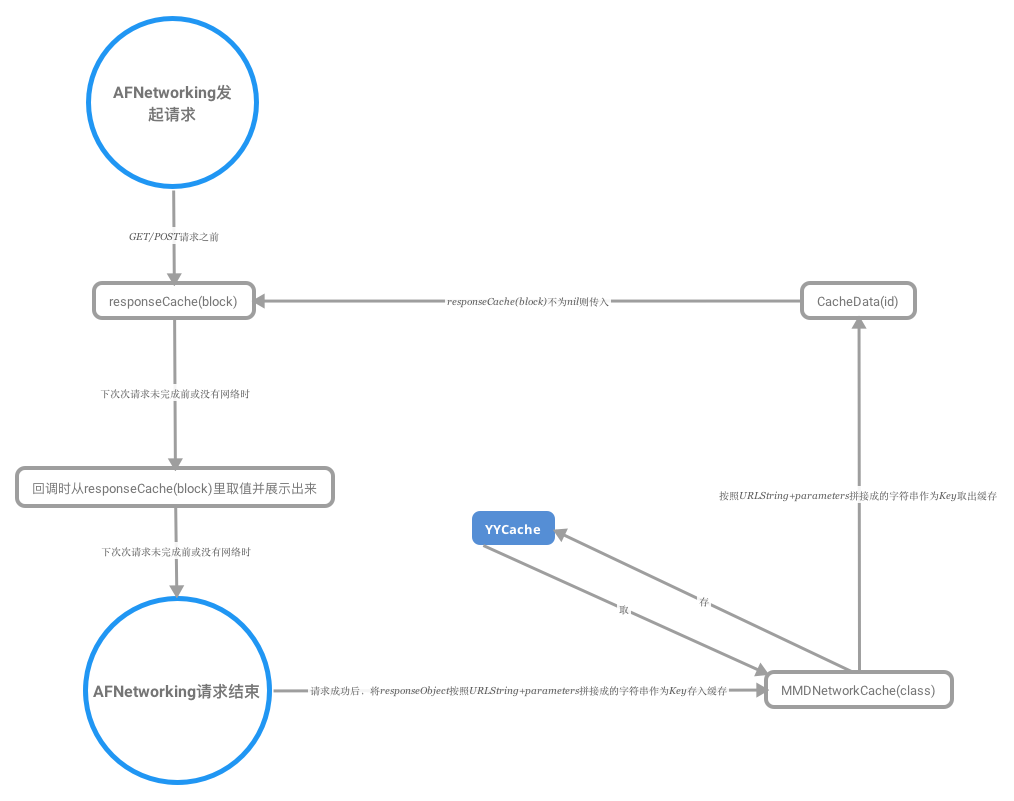 AFNetworking发
起请求
GET/POST请求之前
responseCache(block)
responseCache(block)不为nil则传入
CacheData(id)
下次次请求未完成前或没有网络时
回调时从responseCache(block)里取值并展示出来
按照URLString+parameters拼接成的字符串作为Key取出缓存
YYCache
下次次请求未完成前或没有网络时
存
取
AFNetworking请求结束
请求成功后，将responseObject按照URLString+parameters拼接成的字符串作为Key存入缓存
MMDNetworkCache(class)